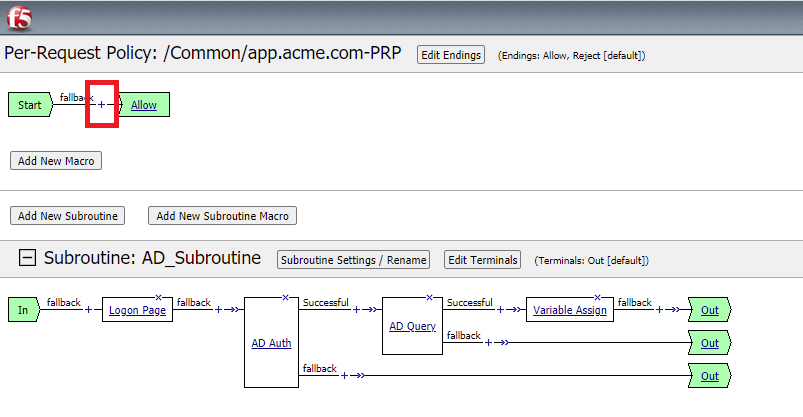 f5
Per-Request Policy: /Common/app.acme.com-PRP Edit Endings (Endings: Allow, Reject [default])
Start fallback + Allow
Add New Macro
Add New Subroutine Add New Subroutine Macro
Subroutine: AD_Subroutine Subroutine Settings / Rename Edit Terminals (Terminals: Out [default])
In fallback + Logon Page fallback + AD Auth Successful + AD Query Successful + Variable Assign fallback + Out
fallback + Out
fallback + Out